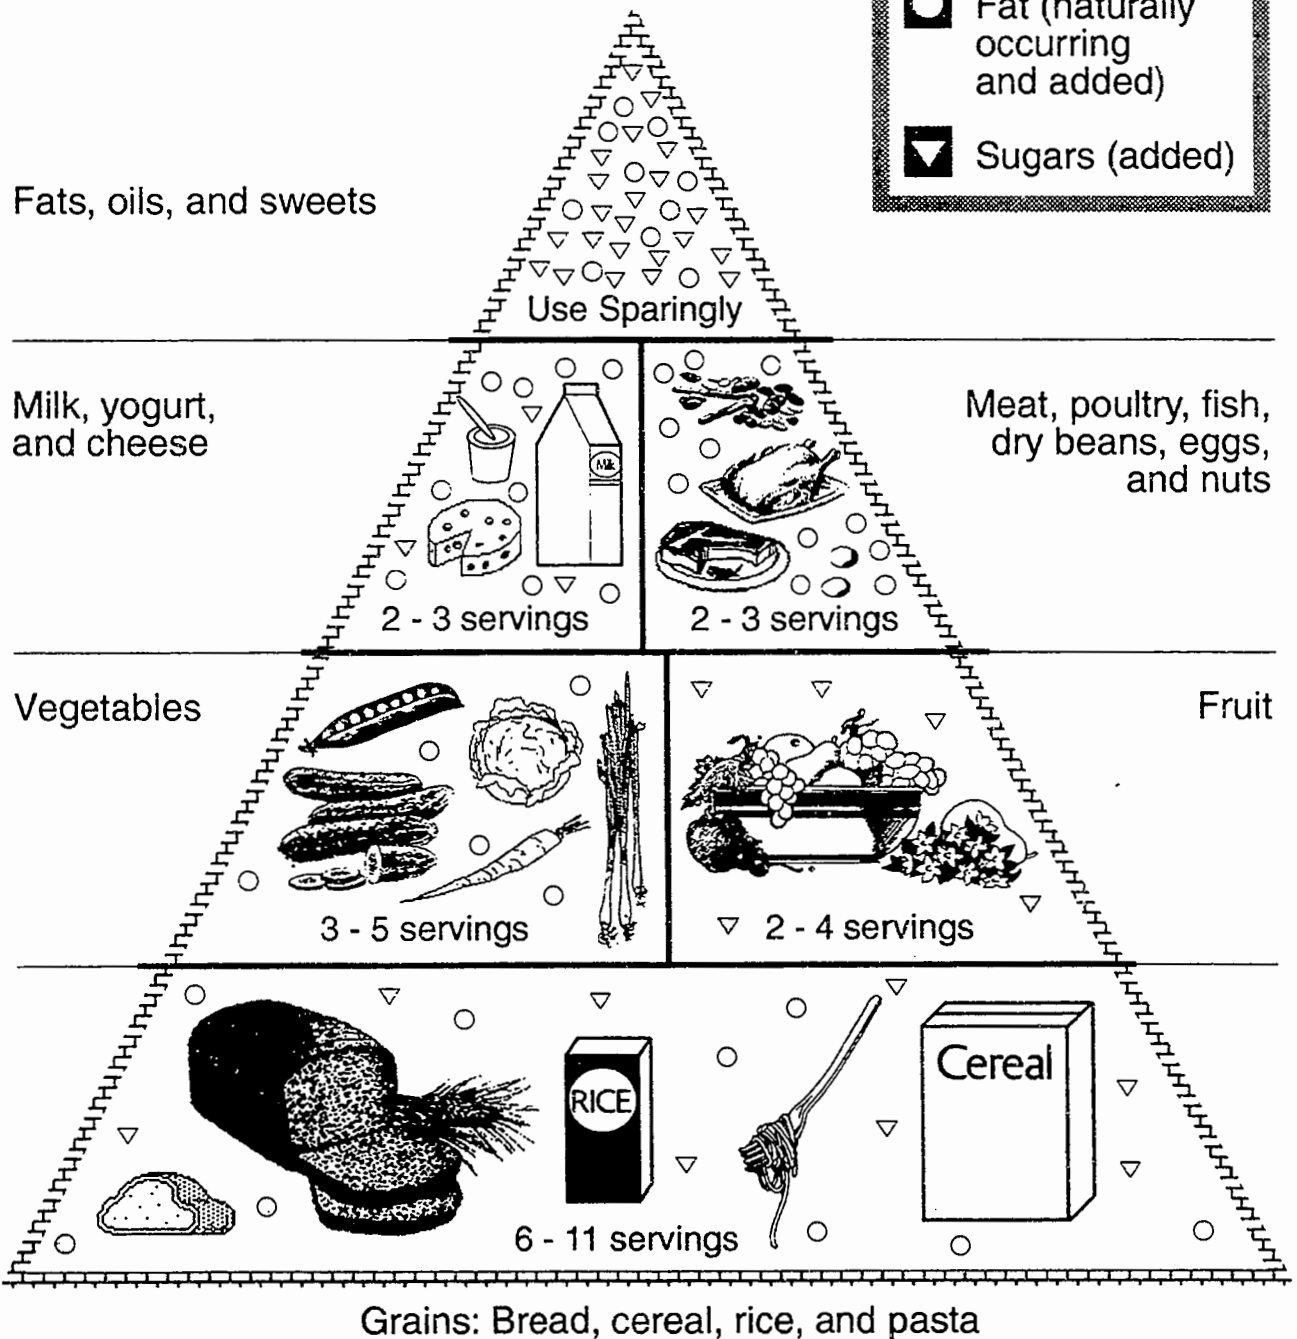 Fat (naturally
occurring
and added)
Sugars (added)
Fats, oils, and sweets
Use Sparingly
Milk, yogurt,
and cheese
Milk
2 - 3 servings
Meat, poultry, fish,
dry beans, eggs,
and nuts
2 - 3 servings
Vegetables
3 - 5 servings
Fruit
2 - 4 servings
RICE
Cereal
6 - 11 servings
Grains: Bread, cereal, rice, and pasta